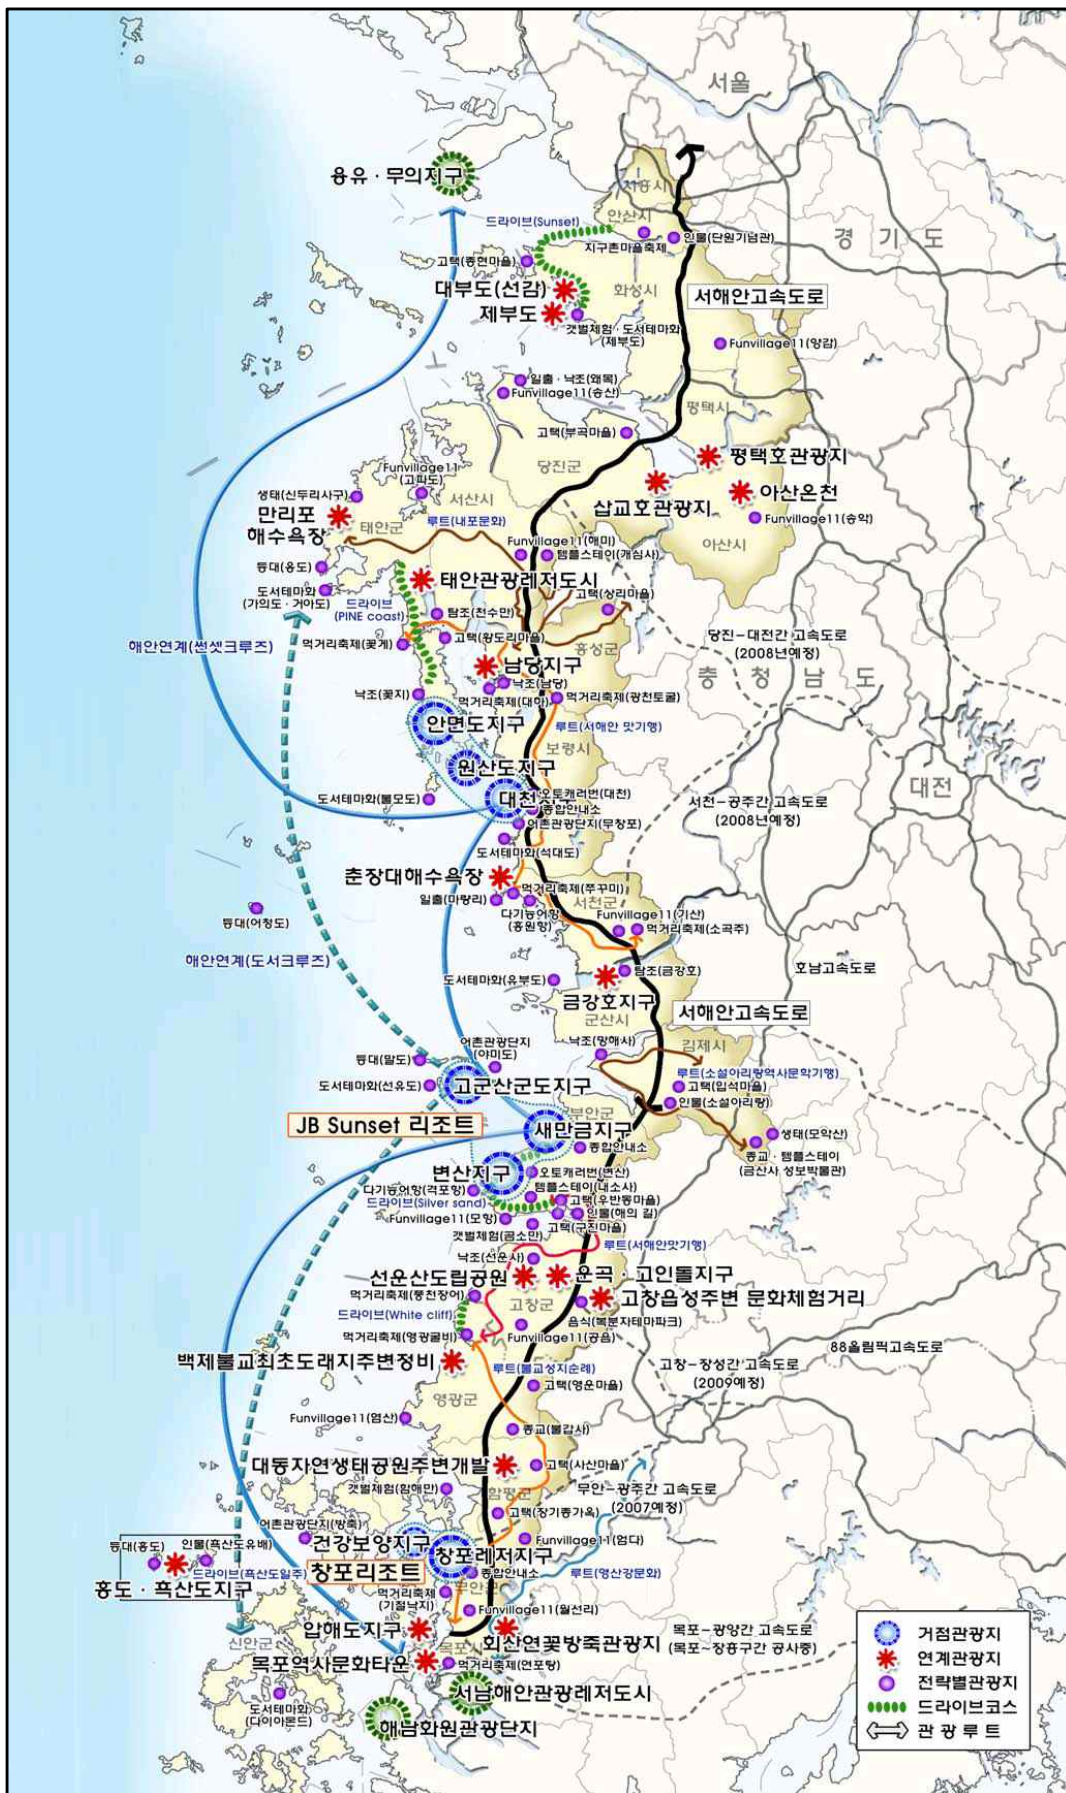 서울
용유·무의지구
시흥시
드라이브(Sunset)
안산시
인물(단원기념관)
지구촌마을축제
경 기 도
고택(종현마을)
대부도(선감)
화성시
서해안고속도로
제부도
갯벌체험·도서테마화
(제부도)
Funvillage11(양감)
일출·낙조(왜목)
Funvillage11(송산)
평택시
고택(부곡마을)
평택호관광지
당진군
Funvillage11
(고파도)
서산시
생태(신두리사구)
만리포
해수욕장
태안군
루트(내포문화)
삽교호관광지
아산온천
Funvillage11(송악)
아산시
Funvillage11(해미)
템플스테이(개심사)
등대(옹도)
태안관광레저도시
고택(상리마을)
도서테마화
(가의도·거아도)
드라이브
(PINE coast)
탐조(천수만)
당진-대전간 고속도로
(2008년예정)
해안연계(썬셋크루즈)
먹거리축제(꽃게)
고택(왕도리마을)
홍성군
남당지구
충 청 남 도
낙조(남당)
낙조(꽃지)
먹거리축제(대하)
먹거리축제(광천토굴)
안면도지구
루트(서해안 맛기행)
보령시
원산도지구
대전
도서테마화(불모도)
대천지구
오토캐러번(대천)
종합안내소
서천-공주간 고속도로
(2008년예정)
어촌관광단지(무창포)
도서테마화(석대도)
춘장대해수욕장
먹거리축제(쭈꾸미)
서천군
일출(마량리)
다기능어항
(홍원항)
Funvillage11(기산)
먹거리축제(소곡주)
등대(어청도)
해안연계(도서크루즈)
도서테마화(유부도)
탐조(금강호)
호남고속도로
금강호지구
군산시
서해안고속도로
낙조(망해사)
김제시
어촌관광단지
(야미도)
등대(말도)
루트(소설아리랑역사문학기행)
도서테마화(선유도)
고군산군도지구
고택(입석마을)
인물(소설아리랑)
부안군
JB Sunset 리조트
새만금지구
종합안내소
생태(모악산)
종교·템플스테이
(금산사 성보박물관)
변산지구
오토캐러번(변산)
템플스테이(내소사)
다기능어항(격포항)
드라이브(Silver sand)
고택(우반동마을)
Funvillage11(모항)
인물(해의 길)
갯벌체험(곰소만)
고택(구진마을)
루트(서해안맛기행)
낙조(선운사)
선운산도립공원
운곡·고인돌지구
먹거리축제(풍천장어)
고창군
고창읍성주변 문화체험거리
드라이브(White cliff)
음식(복분자테마파크)
먹거리축제(영광굴비)
Funvillage11(공음)
88올림픽고속도로
백제불교최초도래지주변정비
루트(불교성지순례)
고창-장성간 고속도로
(2009예정)
고택(영운마을)
영광군
Funvillage11(염산)
종교(불갑사)
대동자연생태공원주변개발
고택(사산마을)
갯벌체험(함해만)
함평군
무안-광주간 고속도로
(2007예정)
고택(장기종가옥)
어촌관광단지(방축)
건강보양지구
Funvillage11(엄다)
등대(홍도)
인물(흑산도유배)
창포레저지구
드라이브(흑산도일주)
창포리조트
종합안내소
루트(영산강문화)
홍도·흑산도지구
무안군
먹거리축제
(기절낙지)
Funvillage11(월선리)
압해도지구
회산연꽃방죽관광지
목포-광양간 고속도로
(목포-장흥구간 공사중)
신안군
목포시
목포역사문화타운
먹거리축제(연포탕)
도서테마화
(다이아몬드)
서남해안관광레저도시
해남화원관광단지
거점관광지
연계관광지
전략별관광지
드라이브코스
관 광 루 트